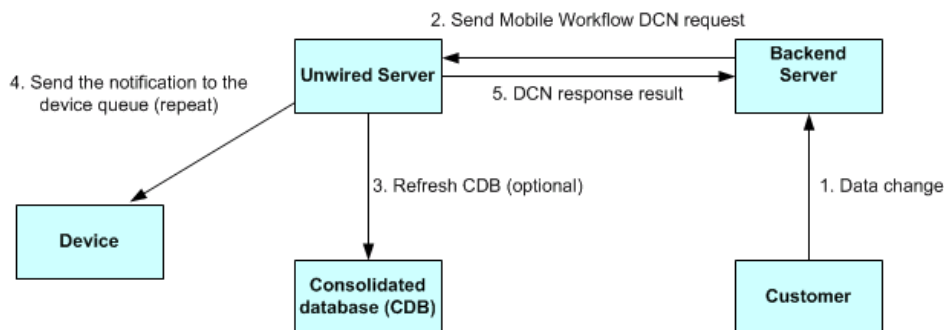 2. Send Mobile Workflow DCN request
Unwired Server
Backend
Server
4. Send the notification to the
device queue (repeat)
5. DCN response result
3. Refresh CDB (optional)
1. Data change
Device
Consolidated
database (CDB)
Customer